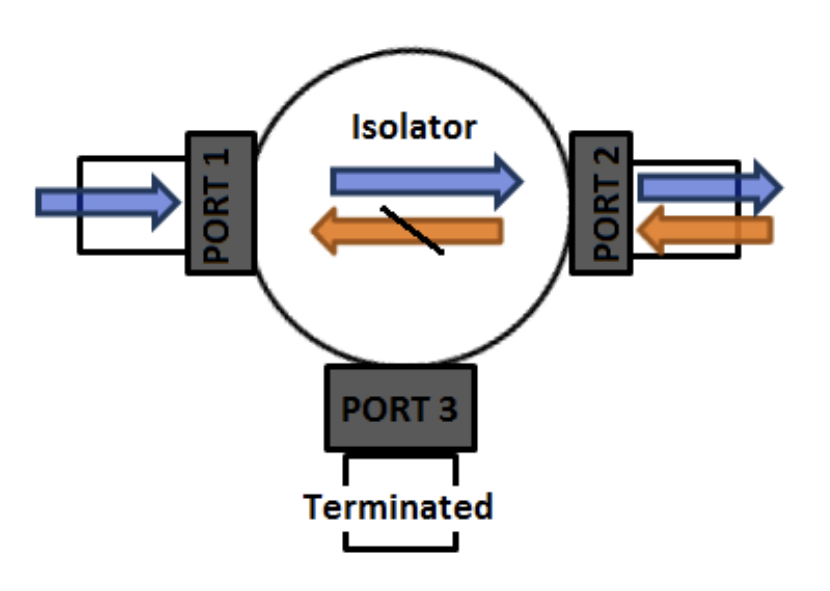 Isolator
PORT 1
PORT 2
PORT 3
Terminated